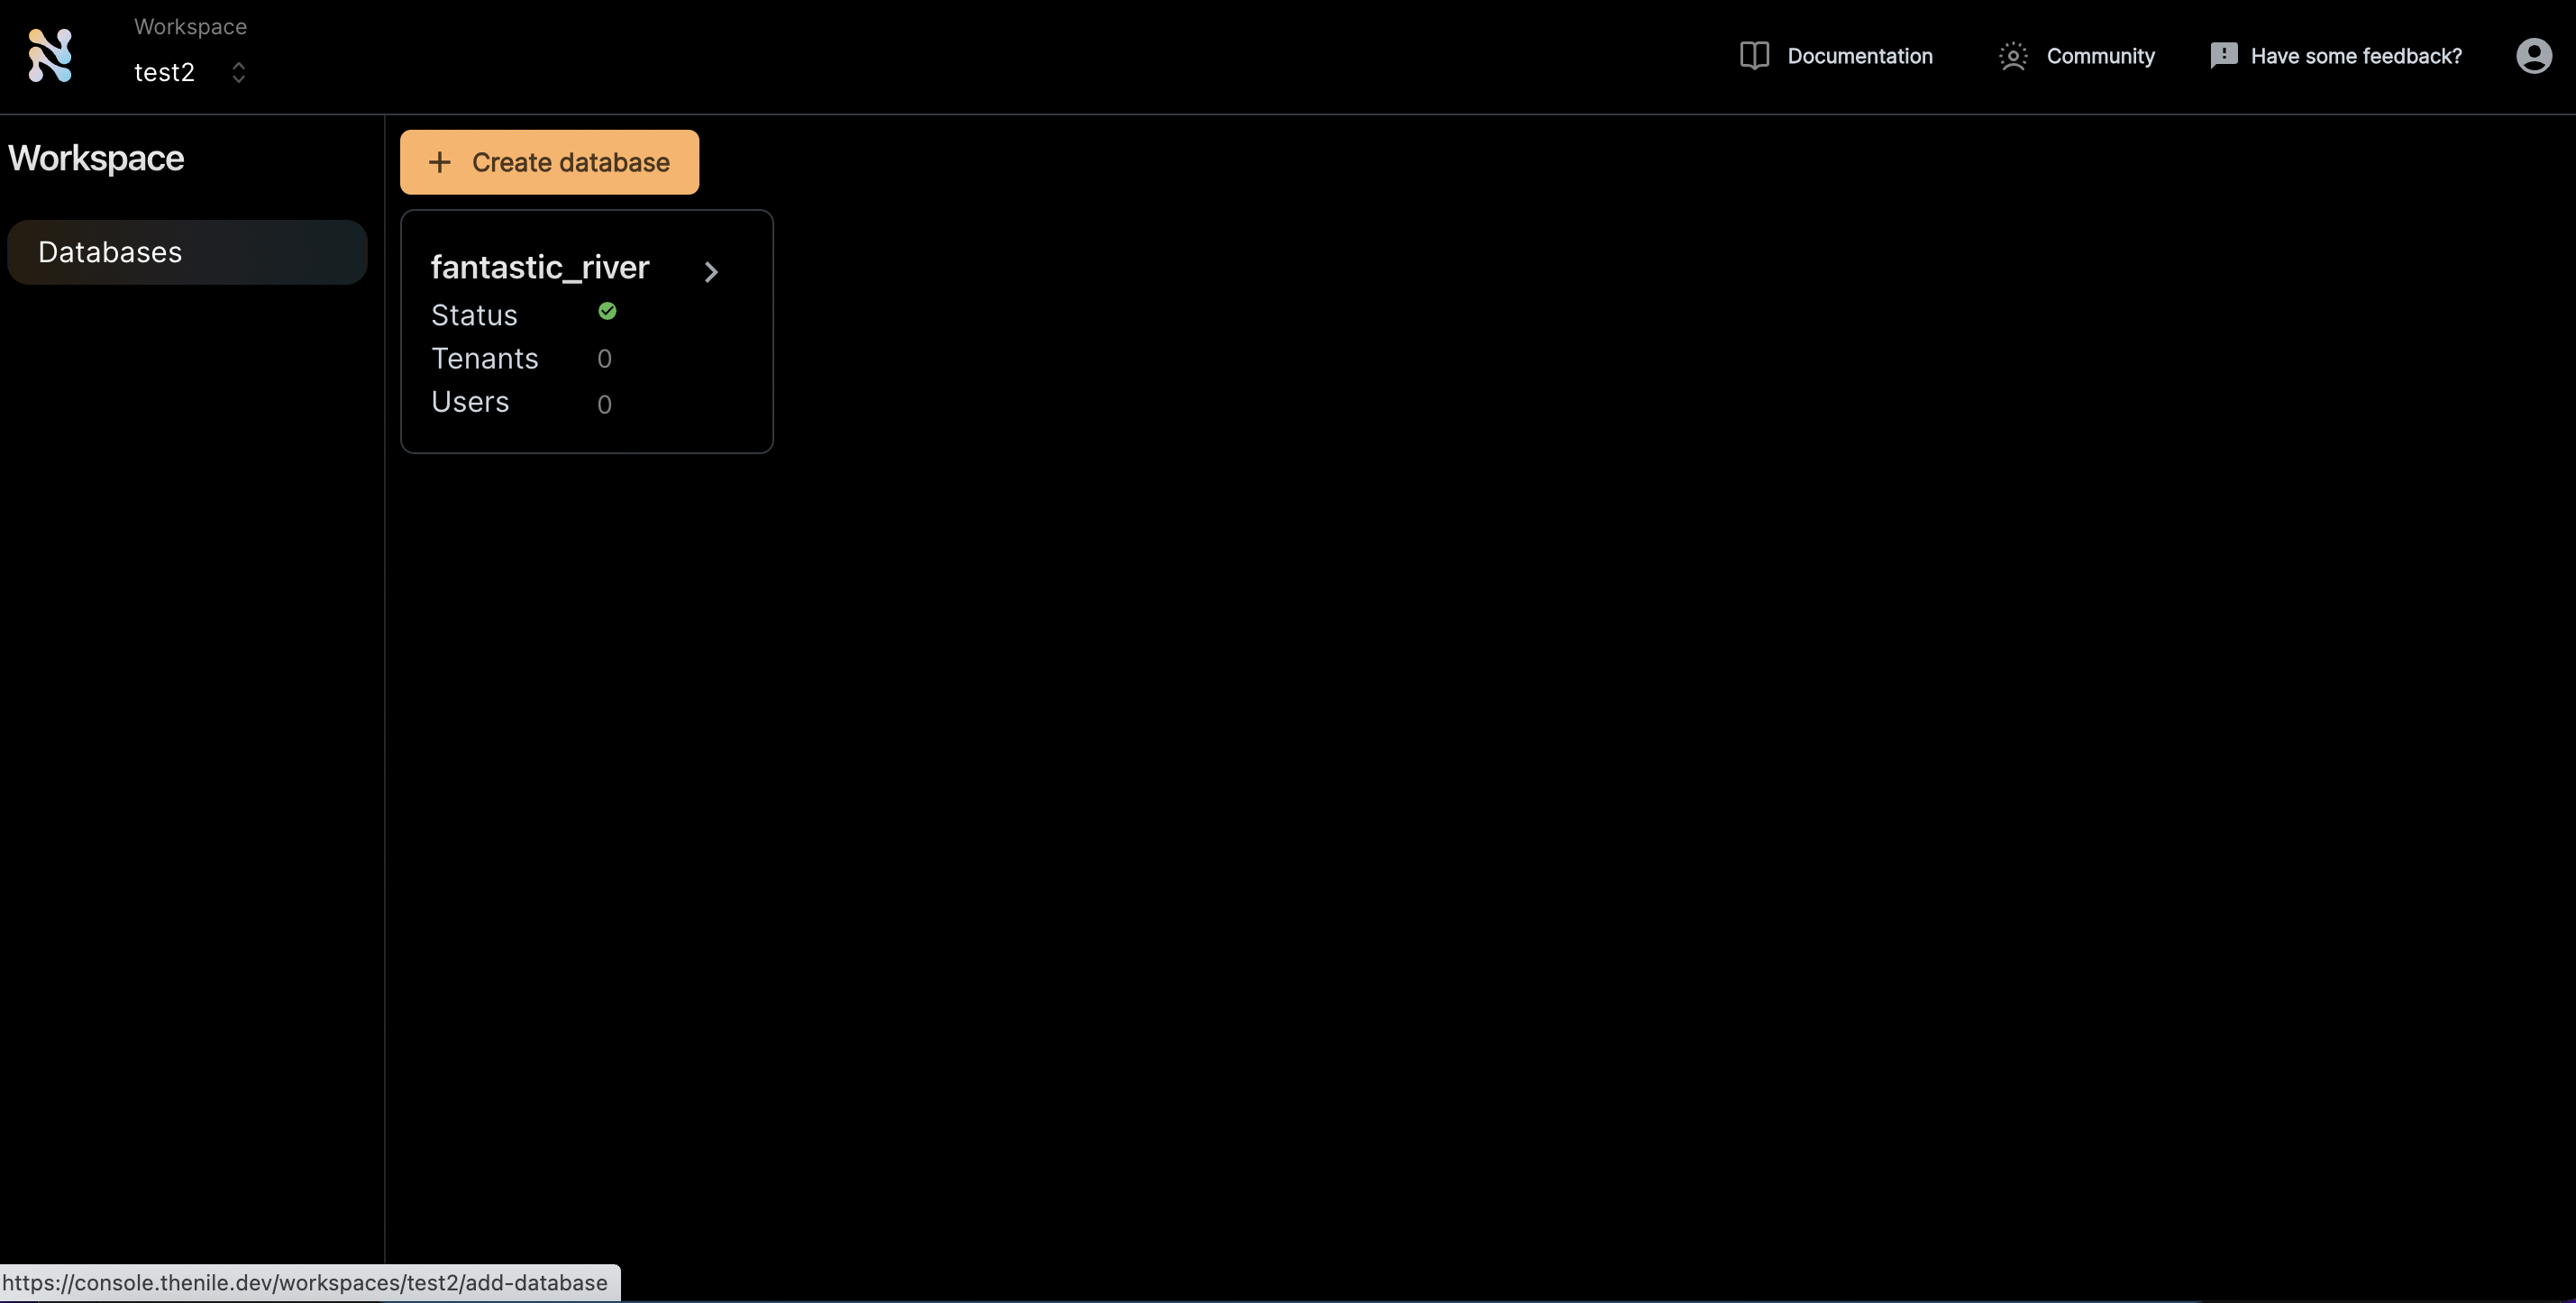 Workspace
test2
Documentation
Community
Have some feedback?
Workspace
Databases
Create database
fantastic_river
Status
Tenants 0
Users 0
https://console.thenile.dev/workspaces/test2/add-database